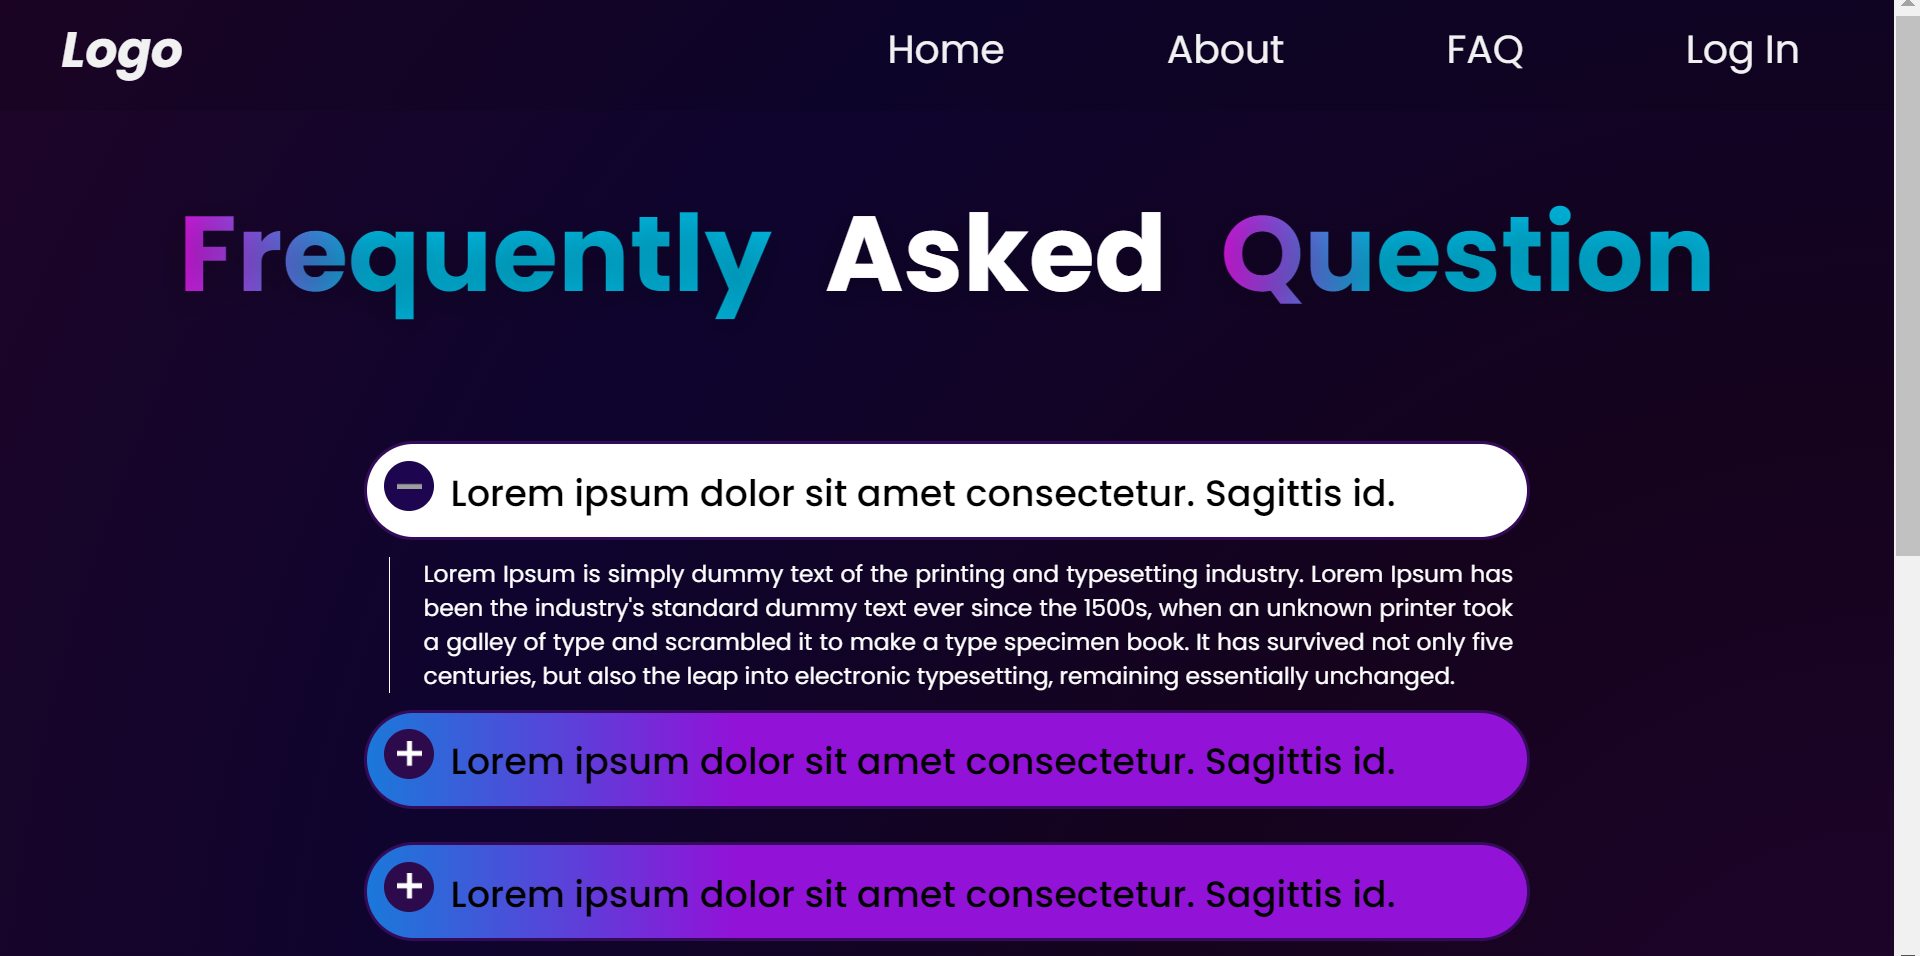 Logo
Home About FAQ Log In
Frequently Asked Question
Lorem ipsum dolor sit amet consectetur. Sagittis id.
Lorem Ipsum is simply dummy text of the printing and typesetting industry. Lorem Ipsum has
been the industry's standard dummy text ever since the 1500s, when an unknown printer took
a galley of type and scrambled it to make a type specimen book. It has survived not only five
centuries, but also the leap into electronic typesetting, remaining essentially unchanged.
Lorem ipsum dolor sit amet consectetur. Sagittis id.
Lorem ipsum dolor sit amet consectetur. Sagittis id.